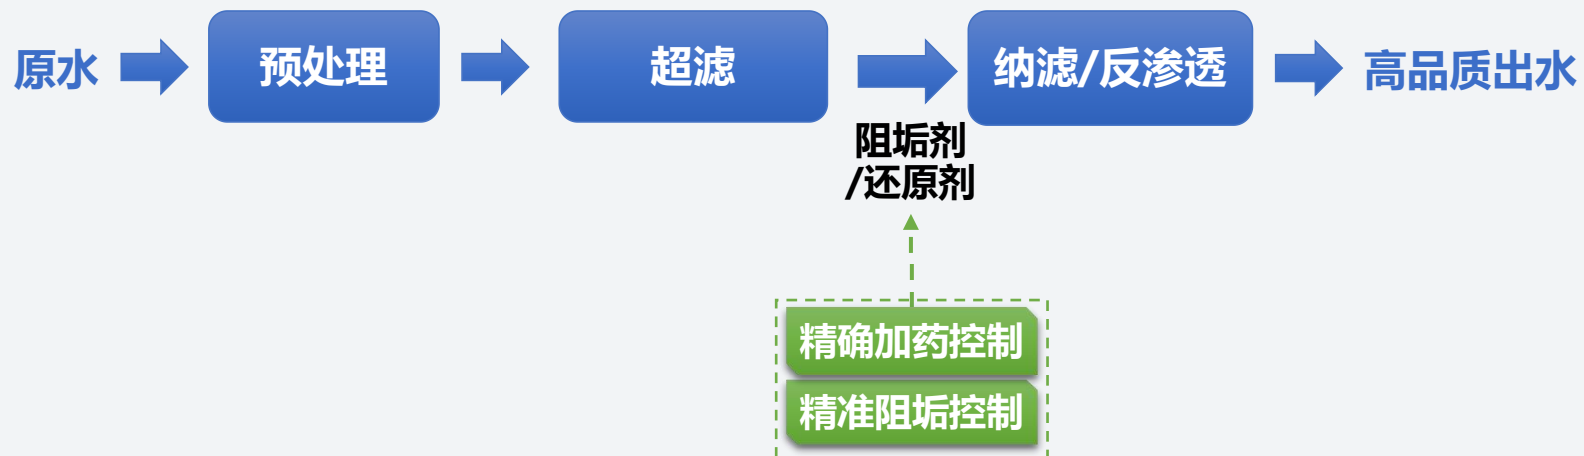 原水
预处理
超滤
纳滤/反渗透
高品质出水
阻垢剂
/还原剂
精确加药控制
精准阻垢控制